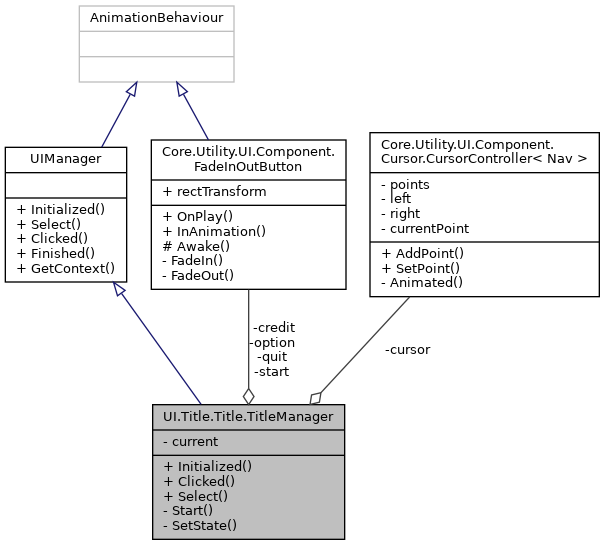 AnimationBehaviour
UIManager
+ Initialized()
+ Select()
+ Clicked()
+ Finished()
+ GetContext()
Core.Utility.UI.Component.
FadeInOutButton
+ rectTransform
+ OnPlay()
+ InAnimation()
# Awake()
- FadeIn()
- FadeOut()
Core.Utility.UI.Component.
Cursor.CursorController< Nav >
- points
- left
- right
- currentPoint
+ AddPoint()
+ SetPoint()
- Animated()
-credit
-option
-quit
-start
-cursor
UI.Title.Title.TitleManager
- current
+ Initialized()
+ Clicked()
+ Select()
- Start()
- SetState()